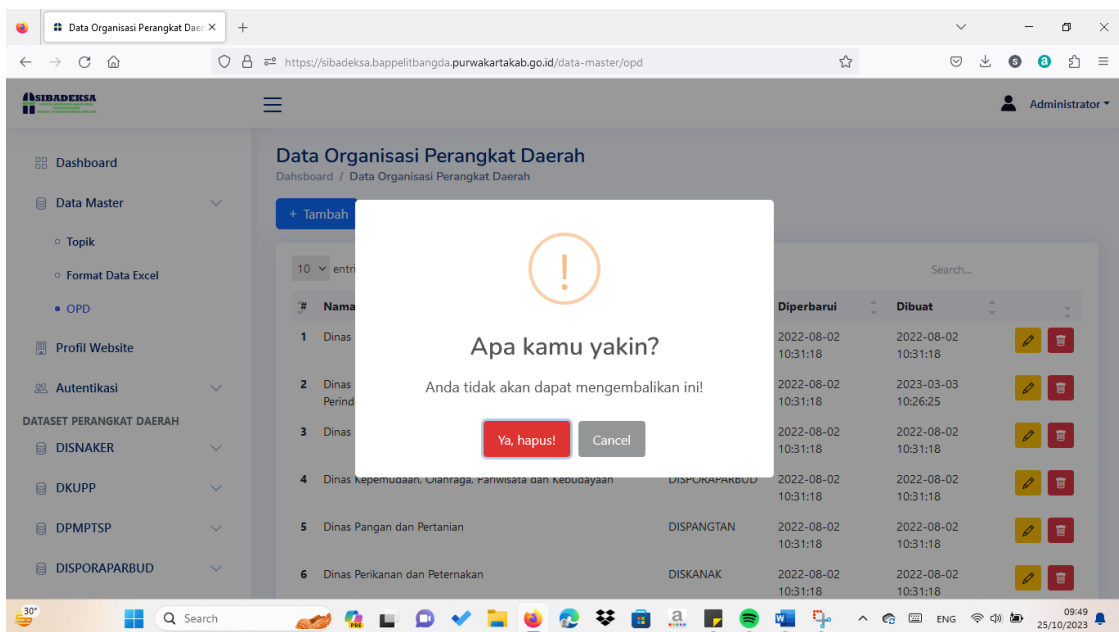 Data Organisasi Perangkat Daer
https://sibadeksa.bappelitbangda.purwakartakab.go.id/data-master/opd
SIBADEKSA
Administrator
Dashboard
Data Master
Topik
Format Data Excel
OPD
Profil Website
Autentikasi
DATASET PERANGKAT DAERAH
DISNAKER
DKUPP
DPMPTSP
DISPORAPARBUD
Data Organisasi Perangkat Daerah
Dahsboard / Data Organisasi Perangkat Daerah
+ Tambah
10 entri
Search...
# Nama Diperbarui Dibuat
1 Dinas 2022-08-02 2022-08-02
10:31:18 10:31:18
2 Dinas 2022-08-02 2023-03-03
Perind 10:31:18 10:26:25
3 Dinas 2022-08-02 2022-08-02
10:31:18 10:31:18
4 Dinas Kepemudaan, Olahraga, Pariwisata dan Kebudayaan DISPORAPARBUD 2022-08-02 2022-08-02
10:31:18 10:31:18
5 Dinas Pangan dan Pertanian DISPANGTAN 2022-08-02 2022-08-02
10:31:18 10:31:18
6 Dinas Perikanan dan Peternakan DISKANAK 2022-08-02 2022-08-02
10:31:18 10:31:18
!
Apa kamu yakin?
Anda tidak akan dapat mengembalikan ini!
Ya, hapus!
Cancel
30°
Search
PRE
ENG
09:49
25/10/2023